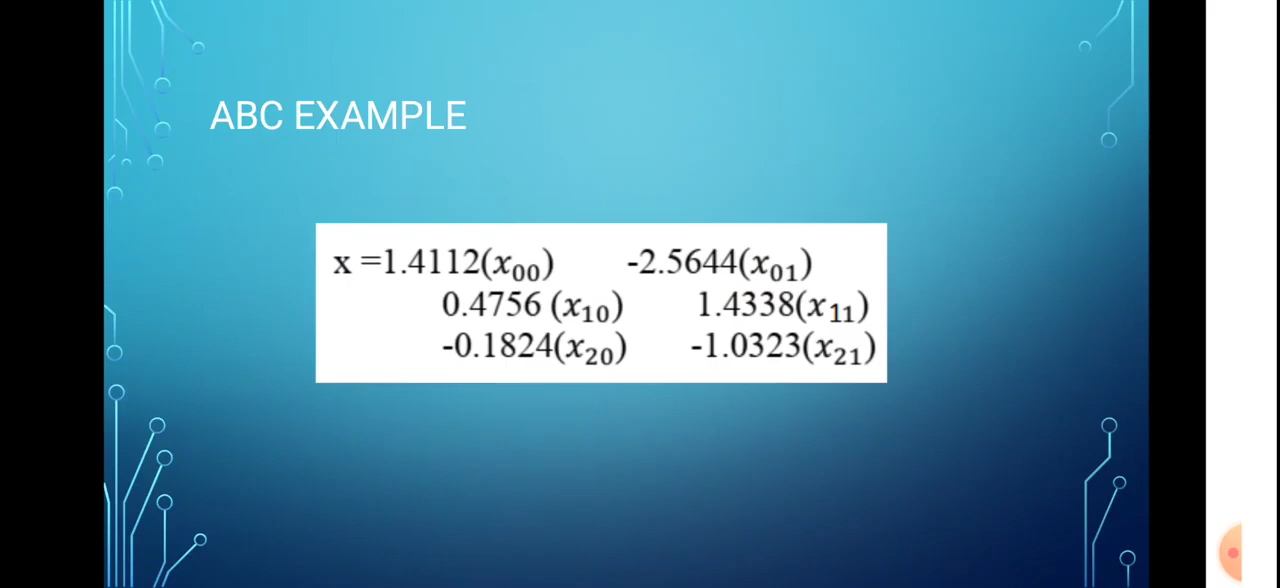 ABC EXAMPLE
x =1.4112(x₀₀) -2.5644(x₀₁)
0.4756 (x₁₀) 1.4338(x₁₁)
-0.1824(x₂₀) -1.0323(x₂₁)